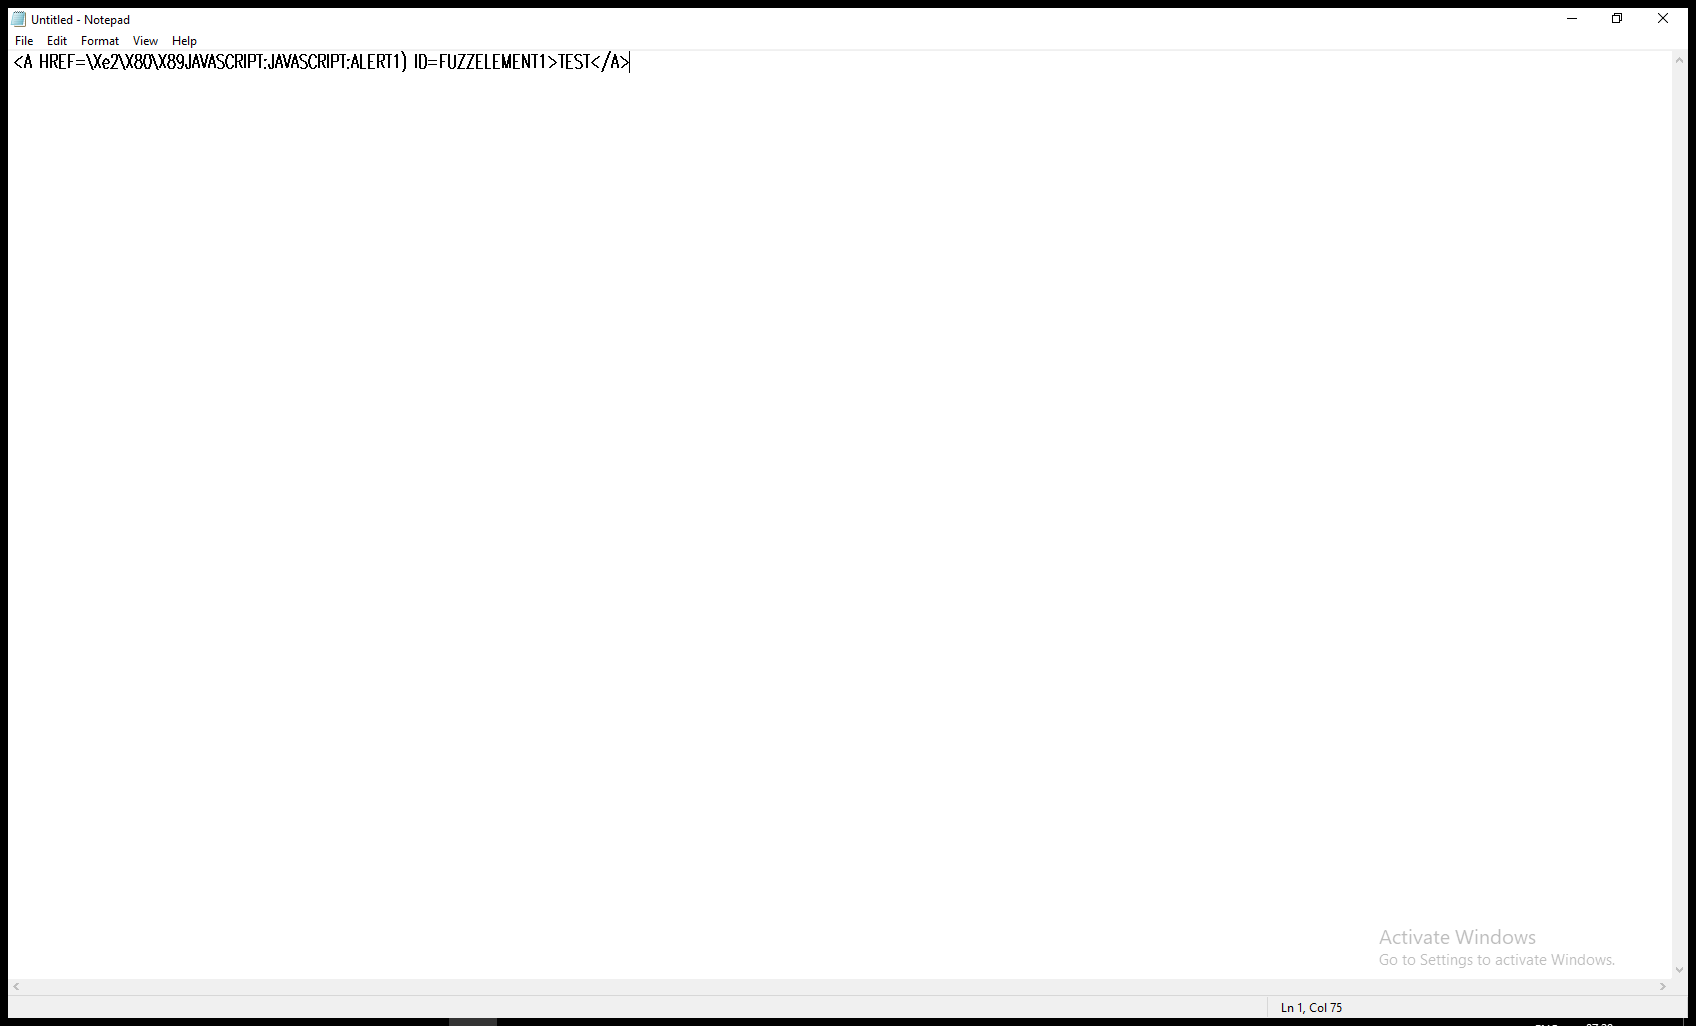 Untitled - Notepad
File Edit Format View Help
<A HREF=\Xe2\X80\X89JAVASCRIPT:JAVASCRIPT:ALERT1) ID=FUZZELEMENT1>TEST</A>
Activate Windows
Go to Settings to activate Windows.
Ln 1, Col 75